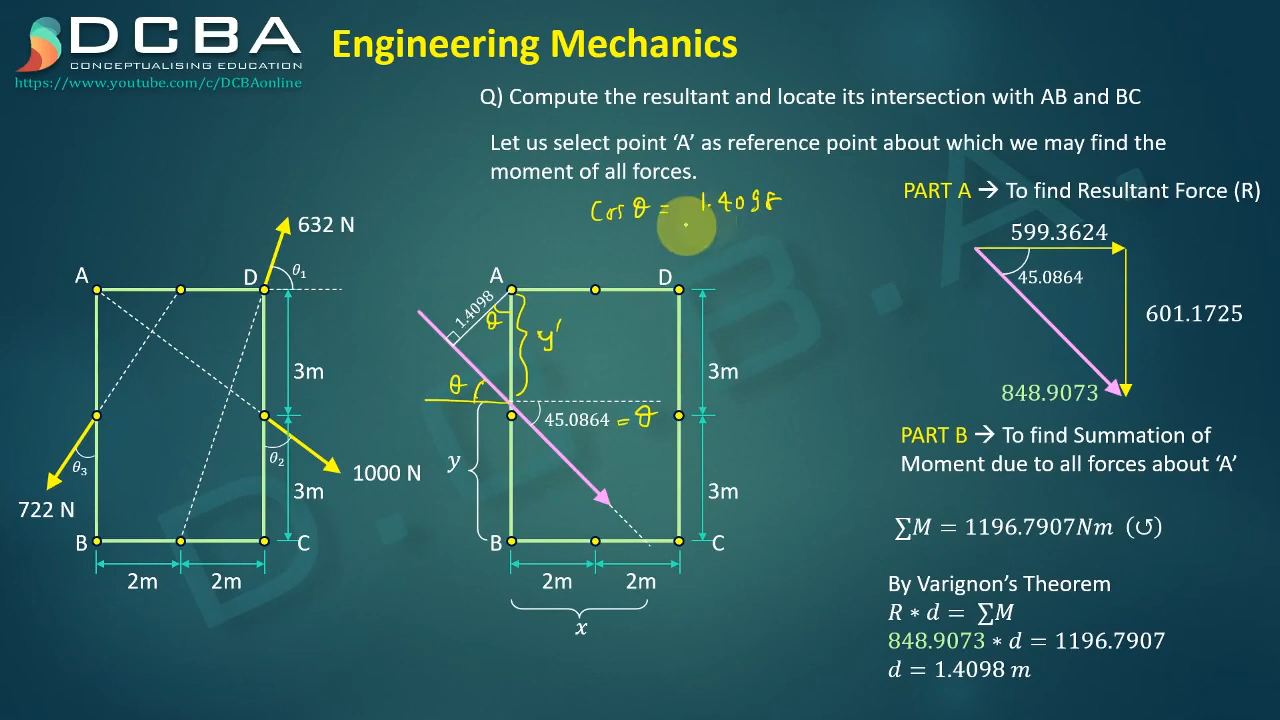 DCBA
CONCEPTUALISING EDUCATION
https://www.youtube.com/c/DCBAonline
Engineering Mechanics
Q) Compute the resultant and locate its intersection with AB and BC
Let us select point ‘A’ as reference point about which we may find the
moment of all forces.
Cos θ = 1.4098
PART A → To find Resultant Force (R)
599.3624
45.0864
601.1725
848.9073
PART B → To find Summation of
Moment due to all forces about ‘A’
∑M = 1196.7907Nm (↺)
By Varignon’s Theorem
R * d = ∑M
848.9073 * d = 1196.7907
d = 1.4098 m
632 N
A
D
θ1
3m
θ3
θ2
1000 N
722 N
3m
B
C
2m
2m
A
D
1.4098
θ
y'
3m
θ
45.0864 = θ
y
3m
B
C
2m
2m
x
D.C.B.A.